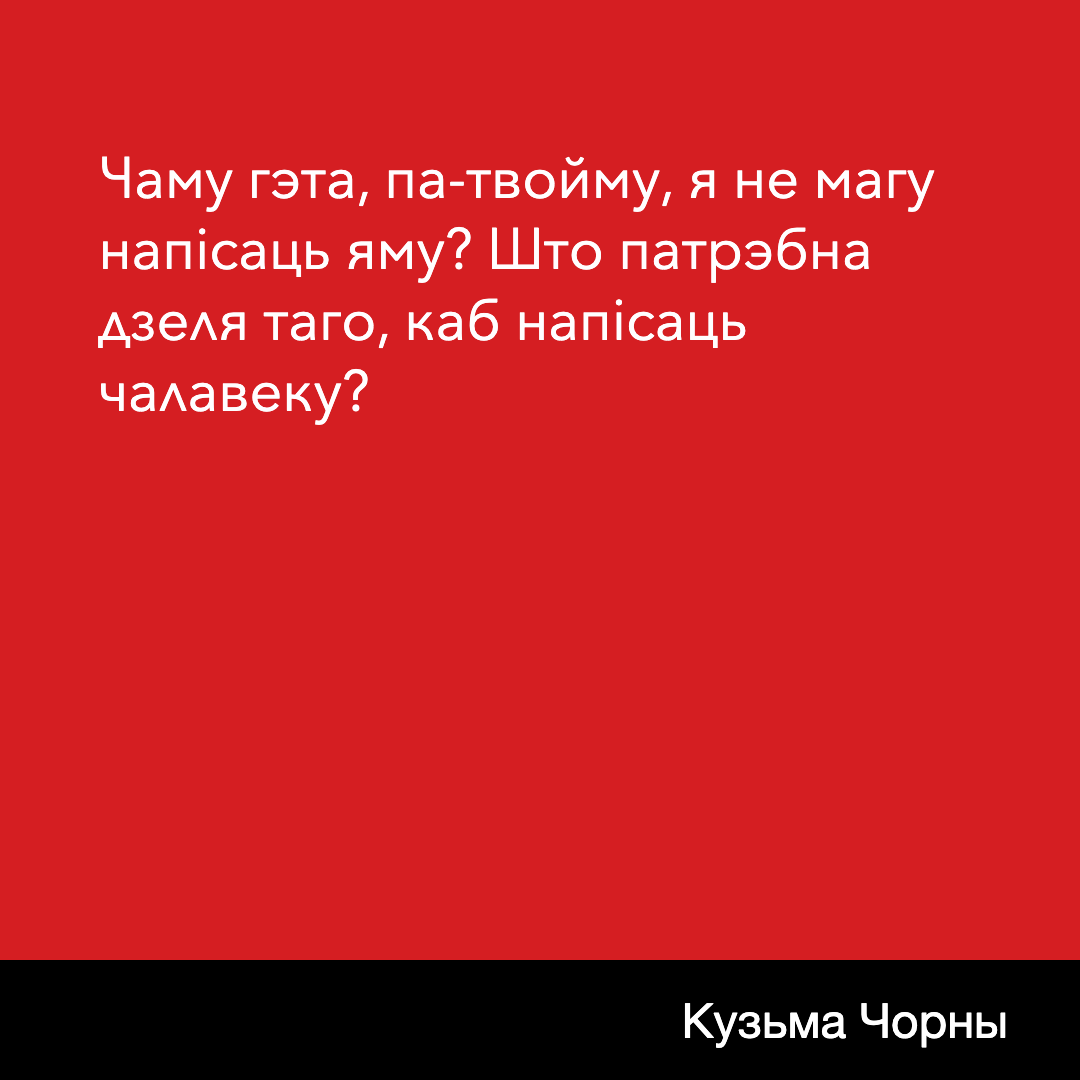 Чаму гэта, па-твойму, я не магу
напісаць яму? Што патрэбна
дзеля таго, каб напісаць
чалавеку?
Кузьма Чорны